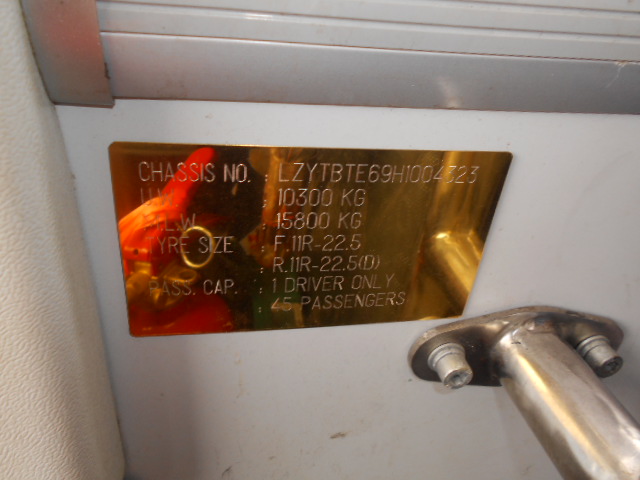 CHASSIS NO. : LZYTBTE69H1004323
: 10300 KG
: 15800 KG
TYRE SIZE : F.11R-22.5
: R.11R-22.5(D)
PASS. CAP. : 1 DRIVER ONLY
: 45 PASSENGERS